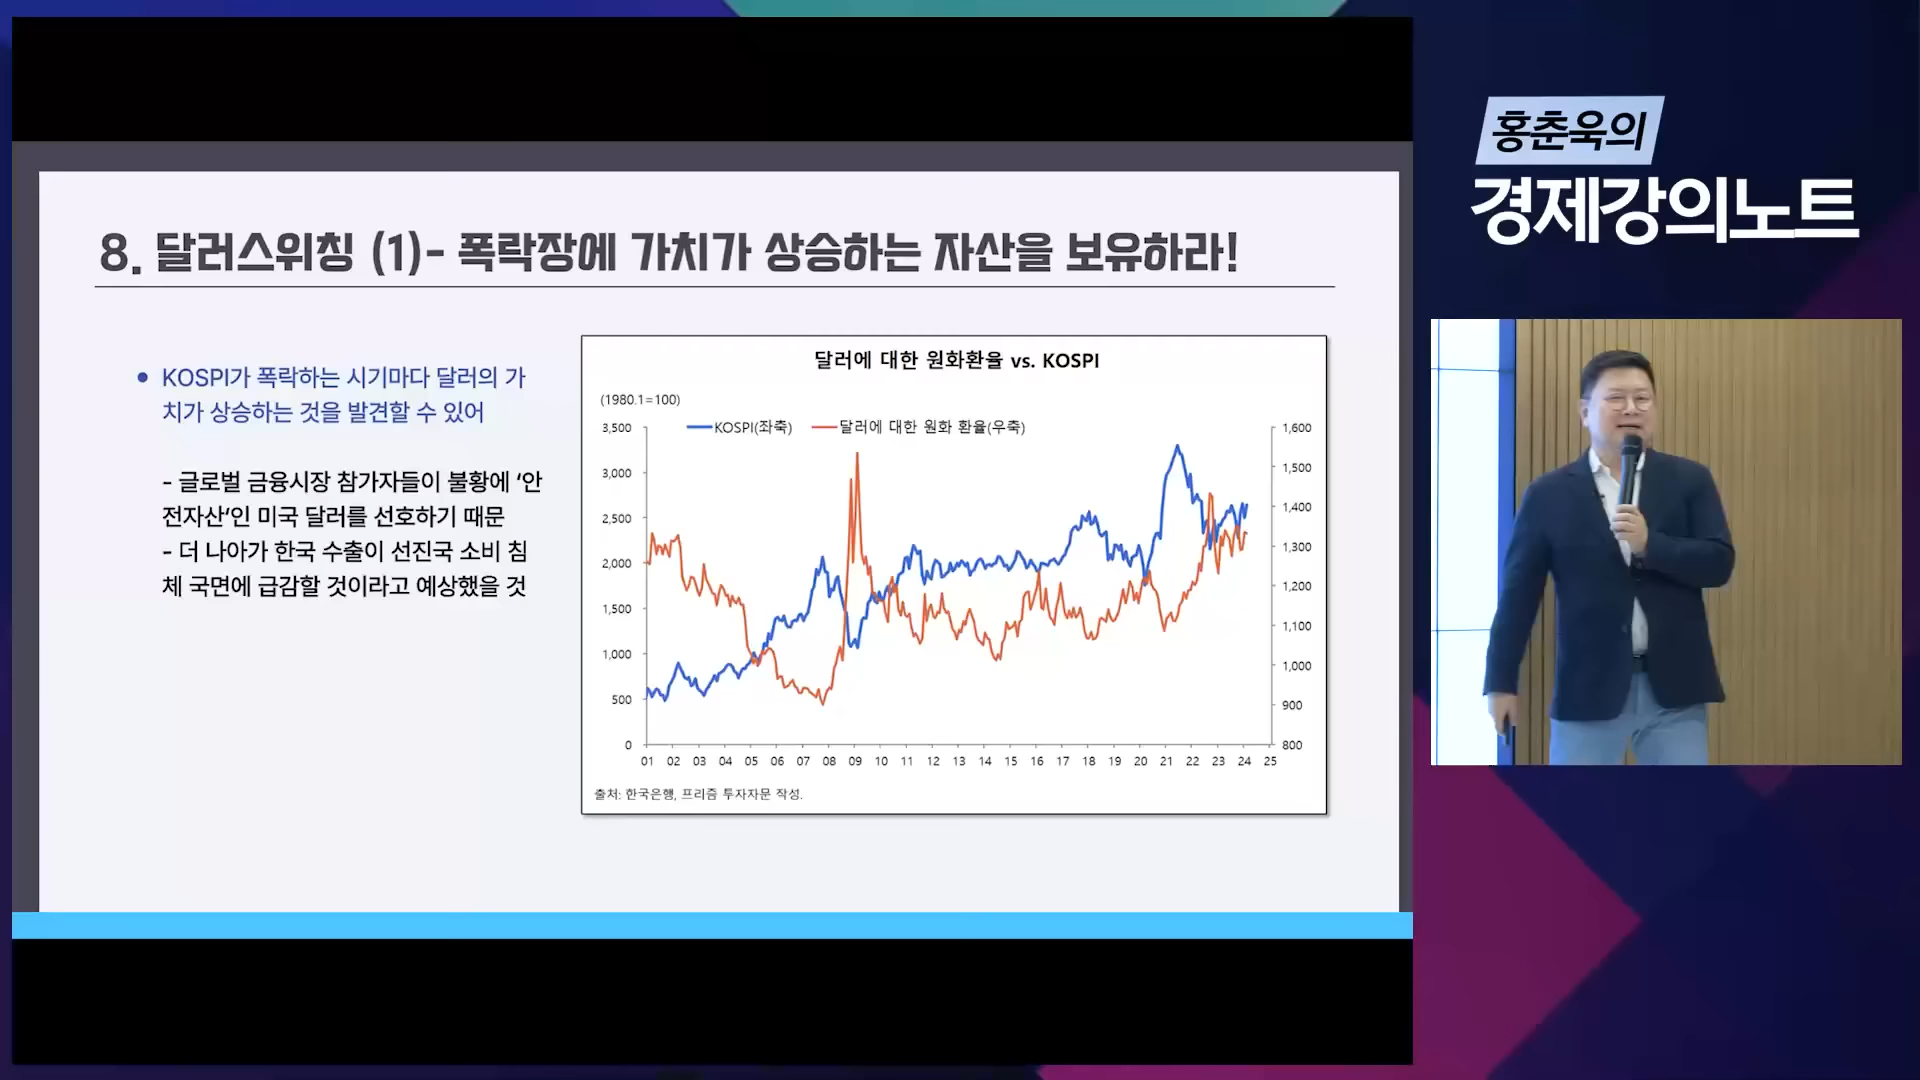 홍춘욱의
경제강의노트
8. 달러스위칭 (1)- 폭락장에 가치가 상승하는 자산을 보유하라!
• KOSPI가 폭락하는 시기마다 달러의 가
치가 상승하는 것을 발견할 수 있어
- 글로벌 금융시장 참가자들이 불황에 ‘안
전자산‘인 미국 달러를 선호하기 때문
- 더 나아가 한국 수출이 선진국 소비 침
체 국면에 급감할 것이라고 예상했을 것
달러에 대한 원화환율 vs. KOSPI
(1980.1=100)
KOSPI(좌축) 달러에 대한 원화 환율(우축)
3,500
3,000
2,500
2,000
1,500
1,000
500
0
1,600
1,500
1,400
1,300
1,200
1,100
1,000
900
800
01 02 03 04 05 06 07 08 09 10 11 12 13 14 15 16 17 18 19 20 21 22 23 24 25
출처: 한국은행, 프리즘 투자자문 작성.